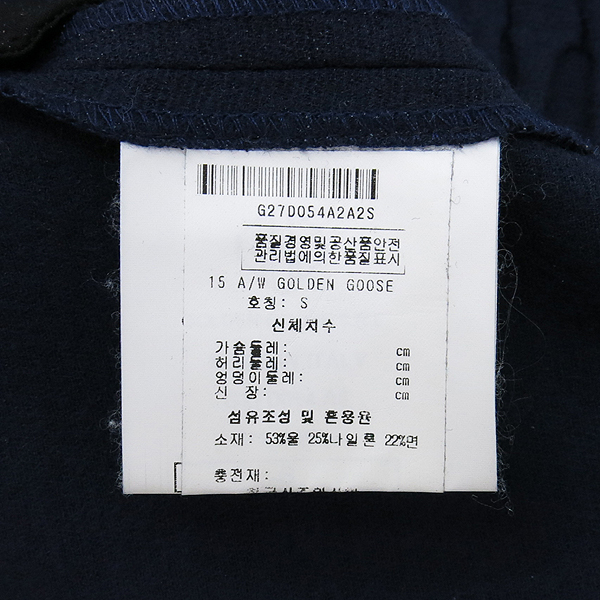 G27D054A2A2S
품질경영및공산품안전
관리법에의한품질표시
15 A/W GOLDEN GOOSE
호칭: S
신체치수
가슴둘레: cm
허리둘레: cm
엉덩이둘레: cm
신 장: cm
섬유조성 및 혼용율
소재: 53%울 25%나일론 22%면
충전재: